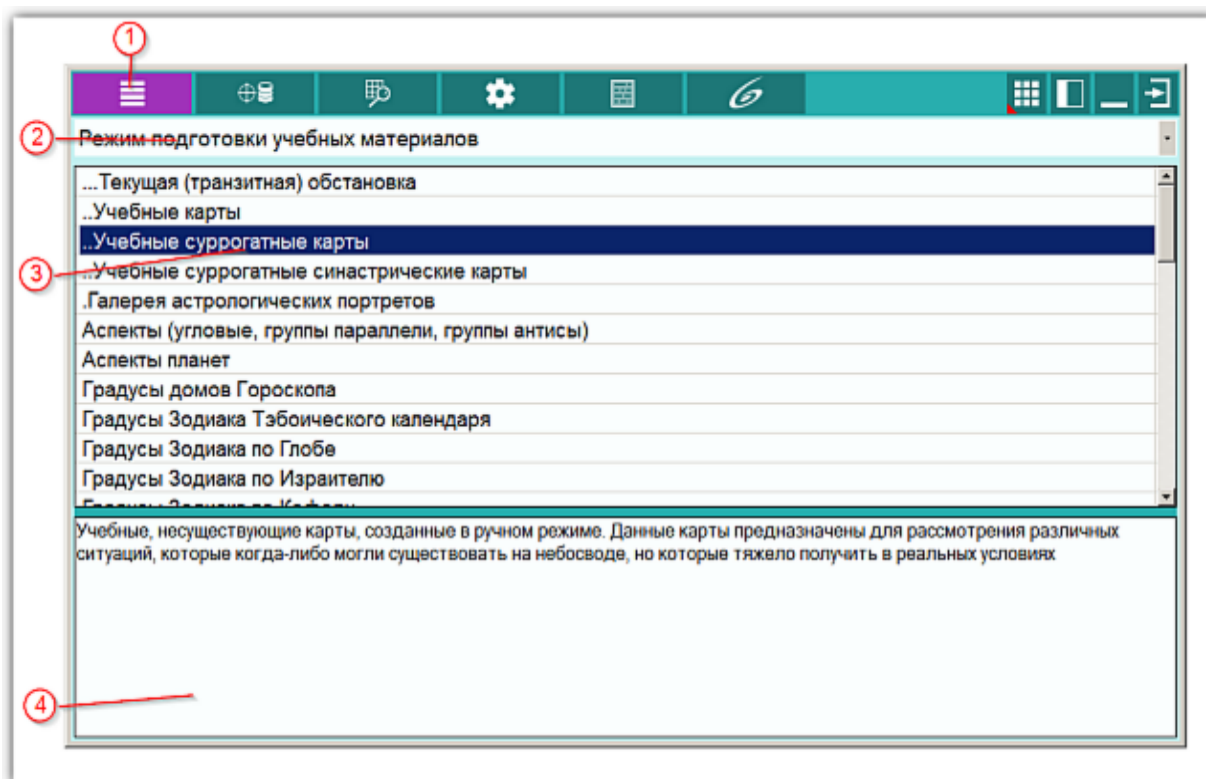 1
2
Режим подготовки учебных материалов
...Текущая (транзитная) обстановка
..Учебные карты
..Учебные суррогатные карты
3
..Учебные суррогатные синастрические карты
.Галерея астрологических портретов
Аспекты (угловые, группы параллели, группы антисы)
Аспекты планет
Градусы домов Гороскопа
Градусы Зодиака Тэбоического календаря
Градусы Зодиака по Глобе
Градусы Зодиака по Израителю
Учебные, несуществующие карты, созданные в ручном режиме. Данные карты предназначены для рассмотрения различных
ситуаций, которые когда-либо могли существовать на небосводе, но которые тяжело получить в реальных условиях
4